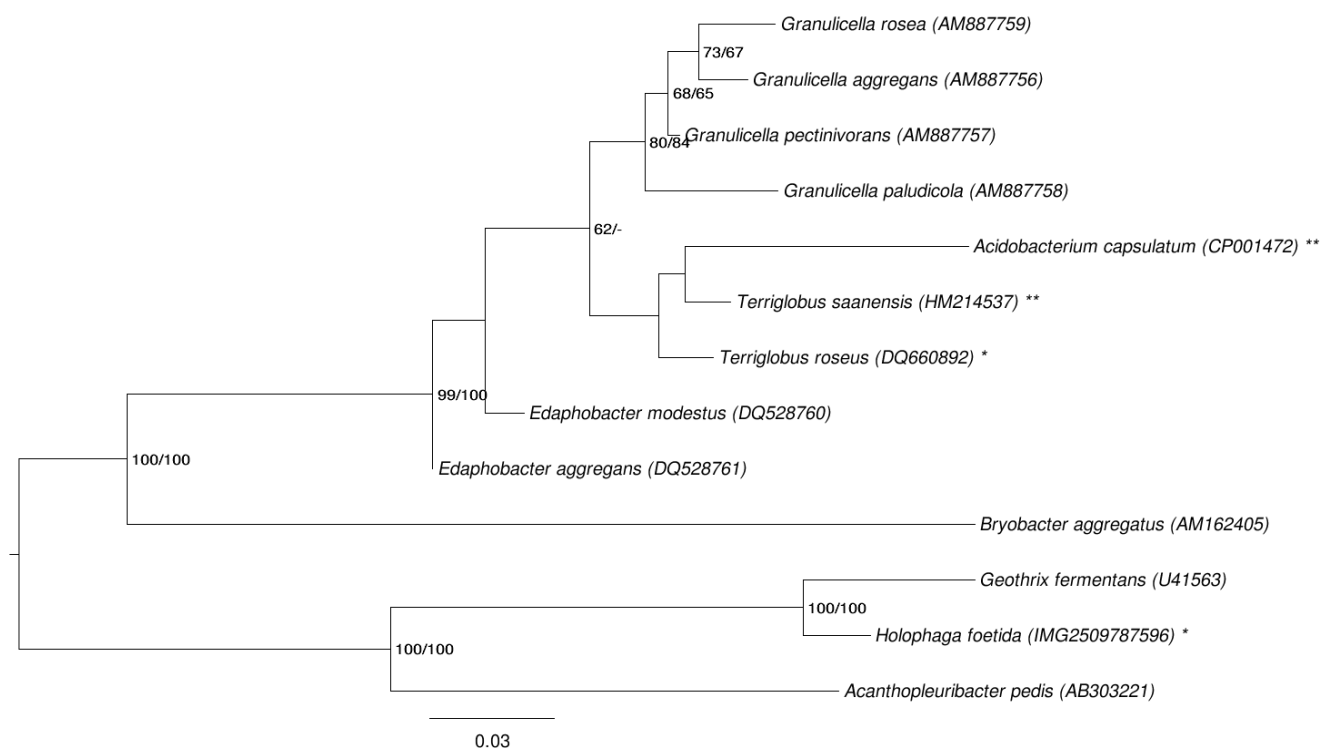 Granulicella rosea (AM887759)
73/67
Granulicella aggregans (AM887756)
68/65
Granulicella pectinivorans (AM887757)
80/84
Granulicella paludicola (AM887758)
62/-
Acidobacterium capsulatum (CP001472) **
Terriglobus saanensis (HM214537) **
Terriglobus roseus (DQ660892) *
99/100
Edaphobacter modestus (DQ528760)
100/100
Edaphobacter aggregans (DQ528761)
Bryobacter aggregatus (AM162405)
Geothrix fermentans (U41563)
100/100
Holophaga foetida (IMG2509787596) *
100/100
Acanthopleuribacter pedis (AB303221)
0.03